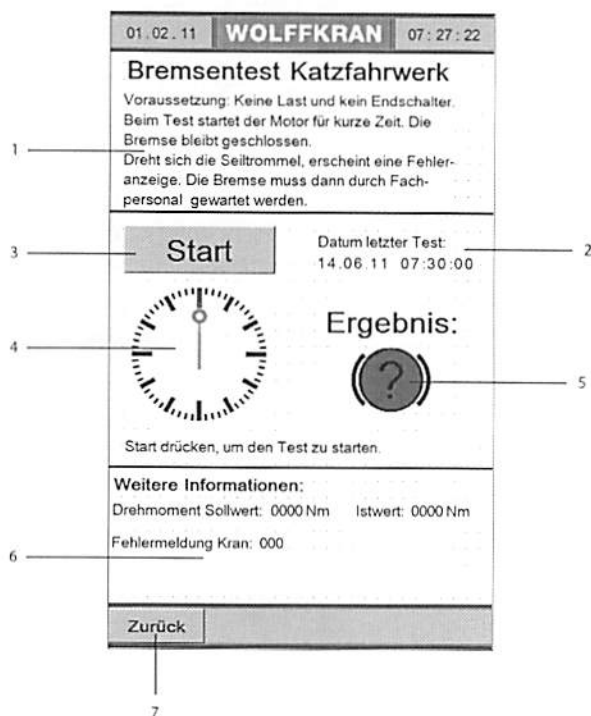 01.02.11 WOLFFKRAN 07:27:22
Bremsentest Katzfahrwerk
Voraussetzung: Keine Last und kein Endschalter.
Beim Test startet der Motor für kurze Zeit. Die
Bremse bleibt geschlossen.
Dreht sich die Seiltrommel, erscheint eine Fehler-
anzeige. Die Bremse muss dann durch Fach-
personal gewartet werden.
1
Start
Datum letzter Test:
14.06.11 07:30:00
2
3
4
Ergebnis:
?
5
Start drücken, um den Test zu starten.
Weitere Informationen:
Drehmoment Sollwert: 0000 Nm Istwert: 0000 Nm
Fehlermeldung Kran: 000
6
Zurück
7